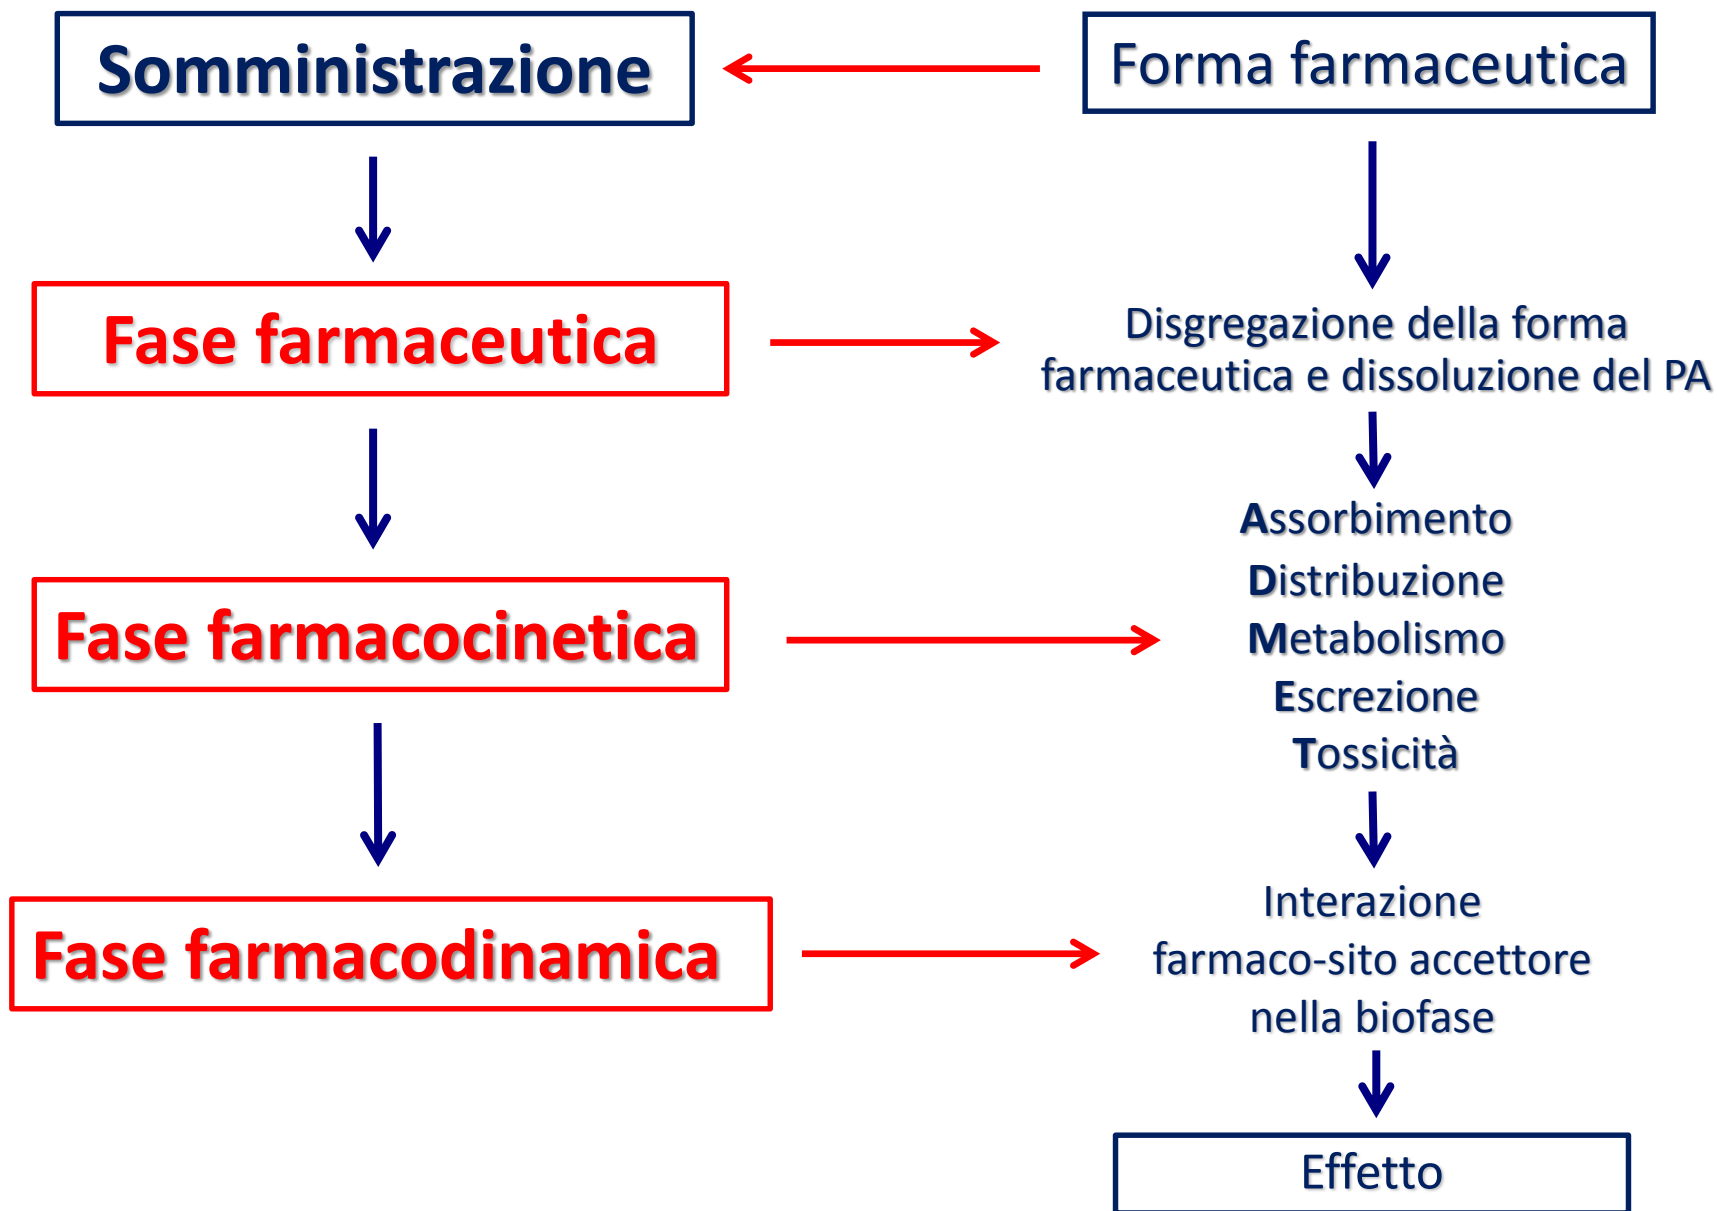 Somministrazione
Forma farmaceutica
Fase farmaceutica
Disgregazione della forma
farmaceutica e dissoluzione del PA
Fase farmacocinetica
Assorbimento
Distribuzione
Metabolismo
Escrezione
Tossicità
Fase farmacodinamica
Interazione
farmaco-sito accettore
nella biofase
Effetto